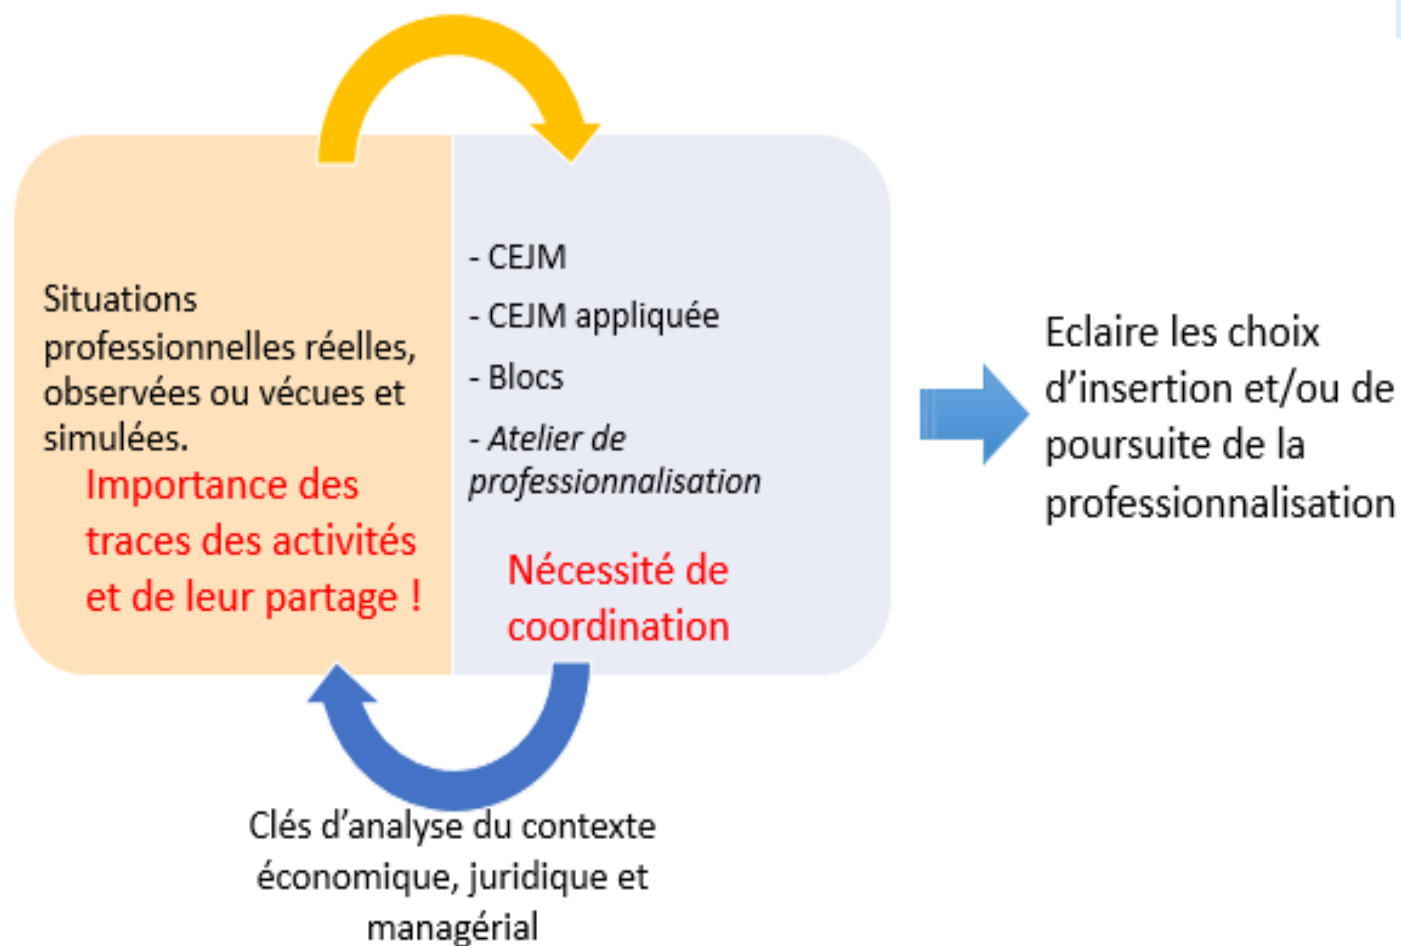 Situations
professionnelles réelles,
observées ou vécues et
simulées.
Importance des
traces des activités
et de leur partage !
- CEJM
- CEJM appliquée
- Blocs
- Atelier de
professionnalisation
Nécessité de
coordination
Eclaire les choix
d’insertion et/ou de
poursuite de la
professionnalisation
Clés d’analyse du contexte
économique, juridique et
managérial